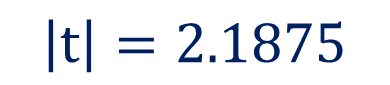 |t| = 2.1875